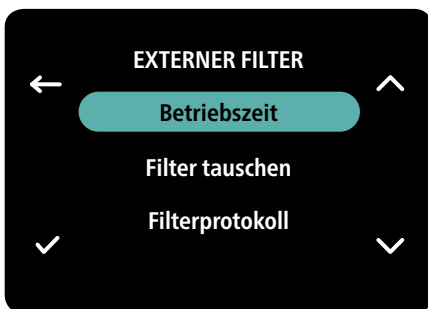 EXTERNER FILTER
Betriebszeit
Filter tauschen
Filterprotokoll